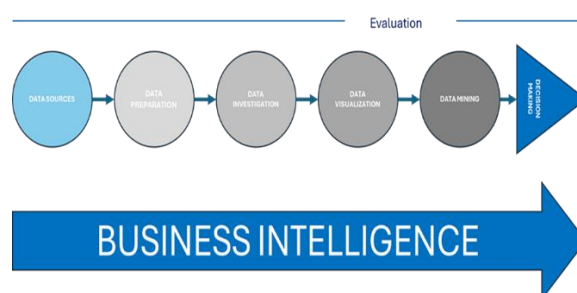 Evaluation
DATA SOURCES
DATA
PREPARATION
DATA
INVESTIGATION
DATA
VISUALIZATION
DATA MINING
DECISION
MAKING
BUSINESS INTELLIGENCE